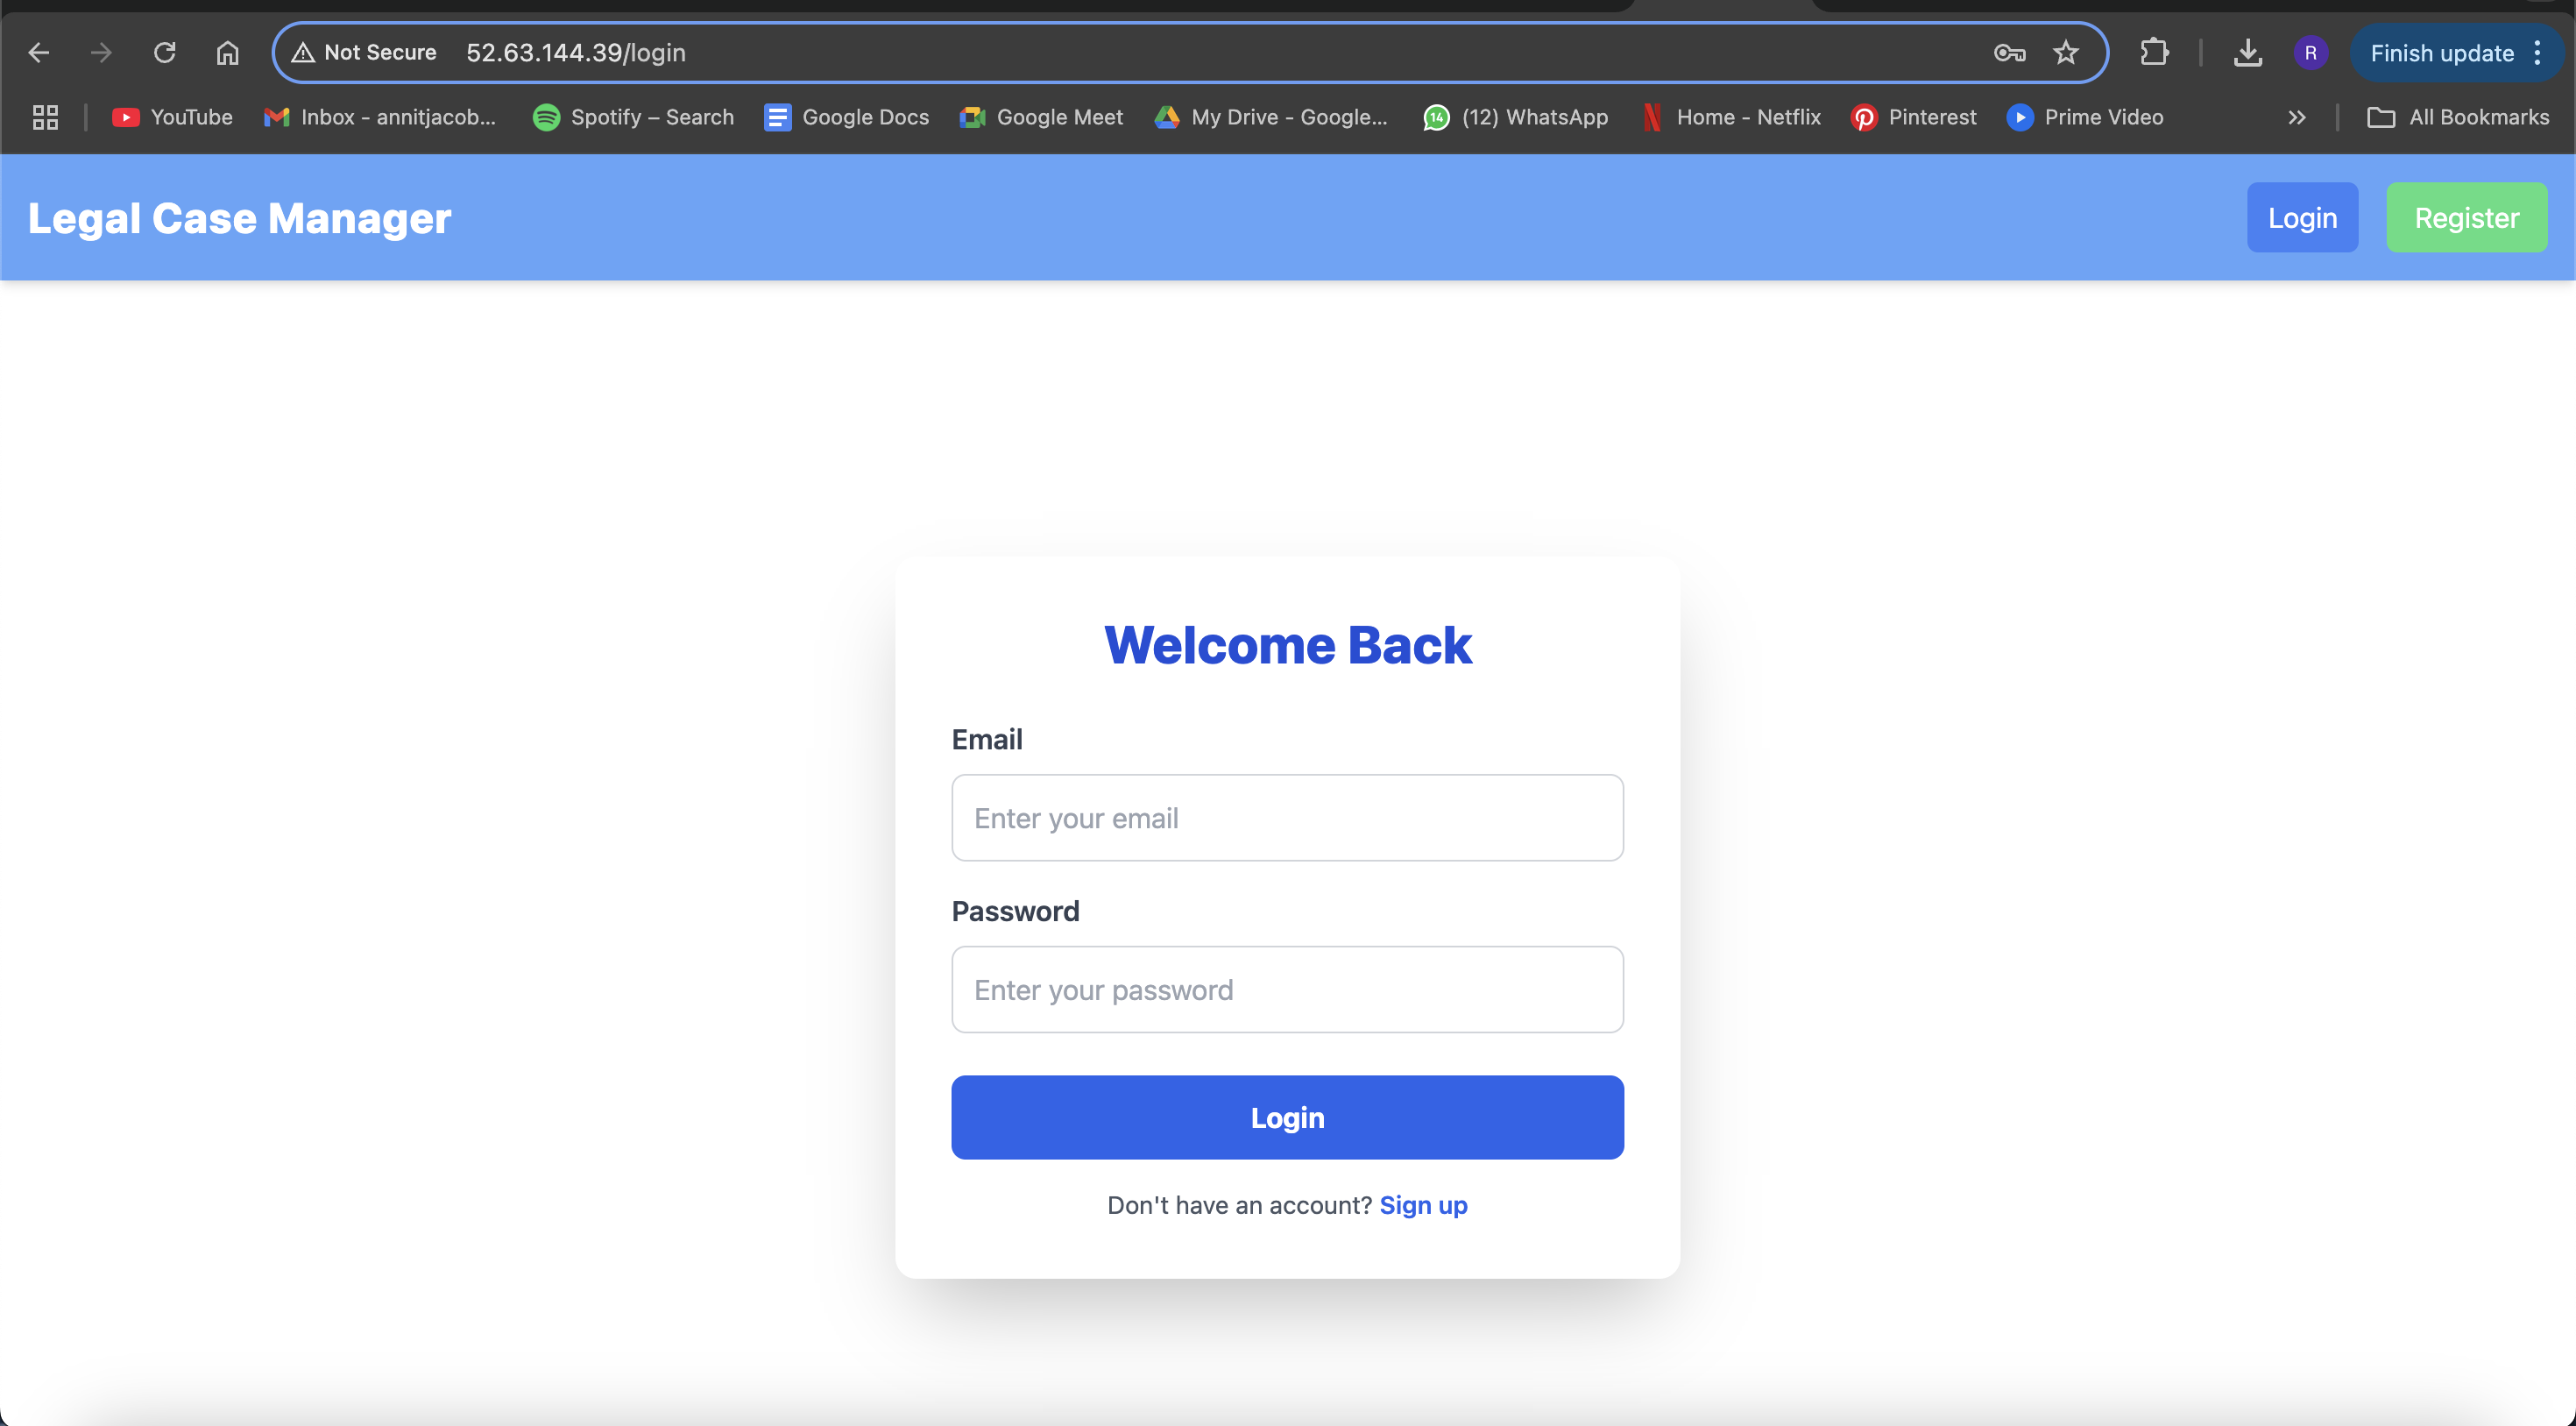 Not Secure 52.63.144.39/login R Finish update
YouTube Inbox - annitjacob... Spotify – Search Google Docs Google Meet My Drive - Google... 14 (12) WhatsApp Home - Netflix Pinterest Prime Video » All Bookmarks
Legal Case Manager Login Register
Welcome Back
Email
Enter your email
Password
Enter your password
Login
Don't have an account? Sign up